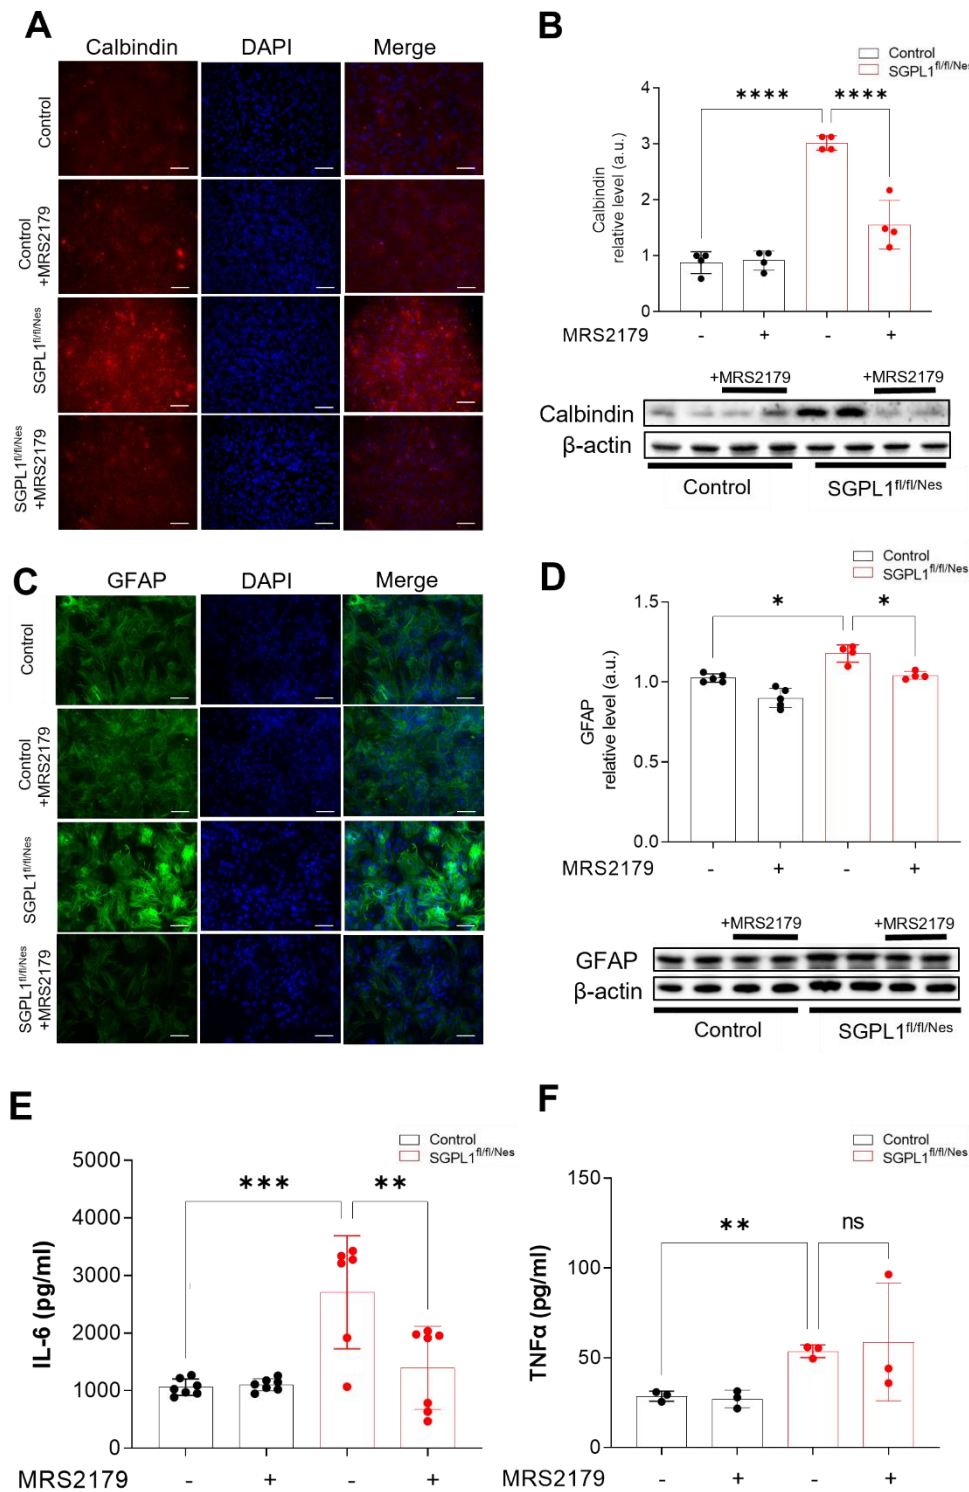 A
Calbindin DAPI Merge
Control
Control
+MRS2179
SGPL1fl/fl/Nes
SGPL1fl/fl/Nes
+MRS2179
B
Control
SGPL1fl/fl/Nes
Calbindin
relative level (a.u.)
4
3
2
1
0
**** ****
MRS2179 - + - +
+MRS2179 +MRS2179
Calbindin
β-actin
Control SGPL1fl/fl/Nes
C
GFAP DAPI Merge
Control
Control
+MRS2179
SGPL1fl/fl/Nes
SGPL1fl/fl/Nes
+MRS2179
D
Control
SGPL1fl/fl/Nes
GFAP
relative level (a.u.)
1.5
1.0
0.5
0.0
* *
MRS2179 - + - +
+MRS2179 +MRS2179
GFAP
β-actin
Control SGPL1fl/fl/Nes
E
Control
SGPL1fl/fl/Nes
IL-6 (pg/ml)
5000
4000
3000
2000
1000
0
*** **
MRS2179 - + - +
F
Control
SGPL1fl/fl/Nes
TNFα (pg/ml)
150
100
50
0
** ns
MRS2179 - + - +